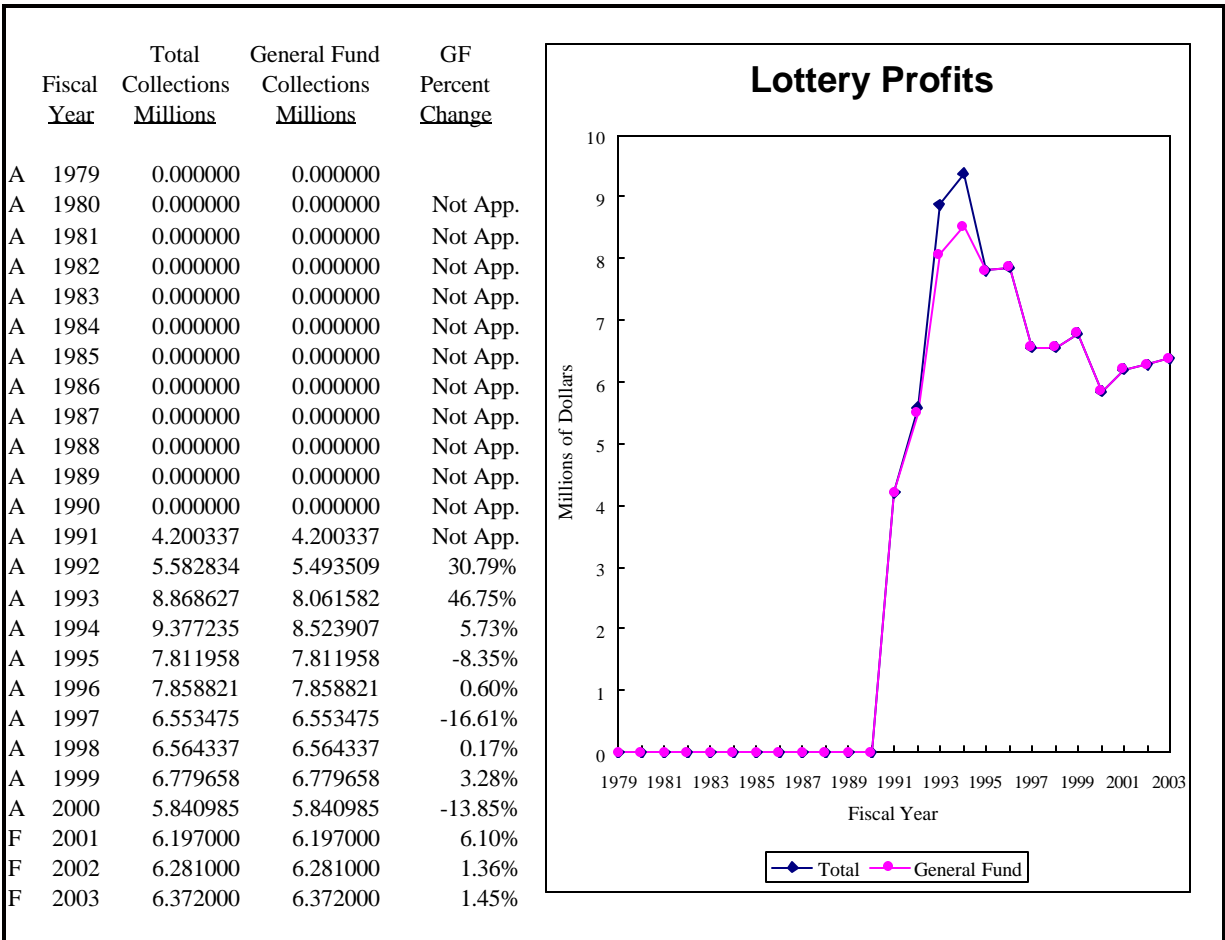 Total General Fund GF
Fiscal Collections Collections Percent
Year Millions Millions Change
A 1979 0.000000 0.000000
A 1980 0.000000 0.000000 Not App.
A 1981 0.000000 0.000000 Not App.
A 1982 0.000000 0.000000 Not App.
A 1983 0.000000 0.000000 Not App.
A 1984 0.000000 0.000000 Not App.
A 1985 0.000000 0.000000 Not App.
A 1986 0.000000 0.000000 Not App.
A 1987 0.000000 0.000000 Not App.
A 1988 0.000000 0.000000 Not App.
A 1989 0.000000 0.000000 Not App.
A 1990 0.000000 0.000000 Not App.
A 1991 4.200337 4.200337 Not App.
A 1992 5.582834 5.493509 30.79%
A 1993 8.868627 8.061582 46.75%
A 1994 9.377235 8.523907 5.73%
A 1995 7.811958 7.811958 -8.35%
A 1996 7.858821 7.858821 0.60%
A 1997 6.553475 6.553475 -16.61%
A 1998 6.564337 6.564337 0.17%
A 1999 6.779658 6.779658 3.28%
A 2000 5.840985 5.840985 -13.85%
F 2001 6.197000 6.197000 6.10%
F 2002 6.281000 6.281000 1.36%
F 2003 6.372000 6.372000 1.45%
Lottery Profits
10
9
8
7
6
5
4
3
2
1
0
Millions of Dollars
1979 1981 1983 1985 1987 1989 1991 1993 1995 1997 1999 2001 2003
Fiscal Year
Total General Fund